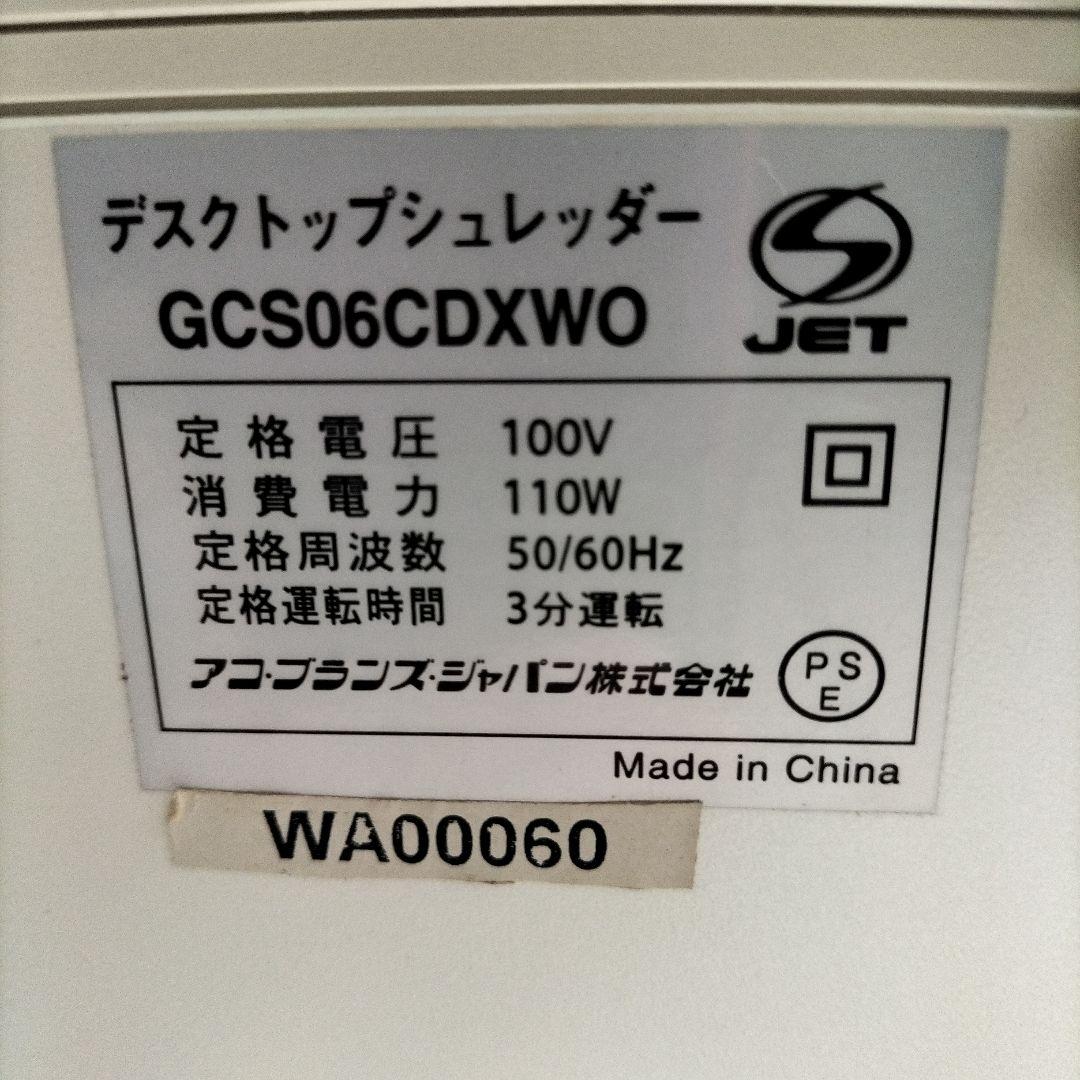 デスクトップシュレッダー
GCS06CDXWO
JET
定格電圧 100V
消費電力 110W
定格周波数 50/60Hz
定格運転時間 3分運転
アコ・ブランズ・ジャパン株式会社
PSE
Made in China
WA00060